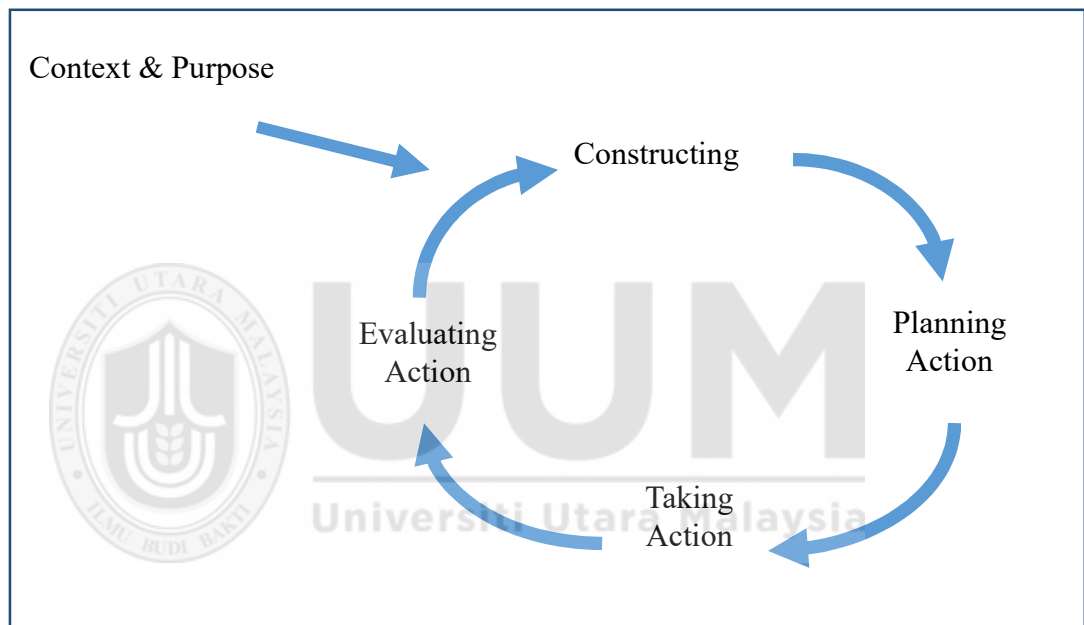 Context & Purpose
Constructing
Planning
Action
Evaluating
Action
Taking
Action
UUM
Universiti Utara Malaysia
UNIVERSITI UTARA MALAYSIA
ILMU BUDI BAKTI